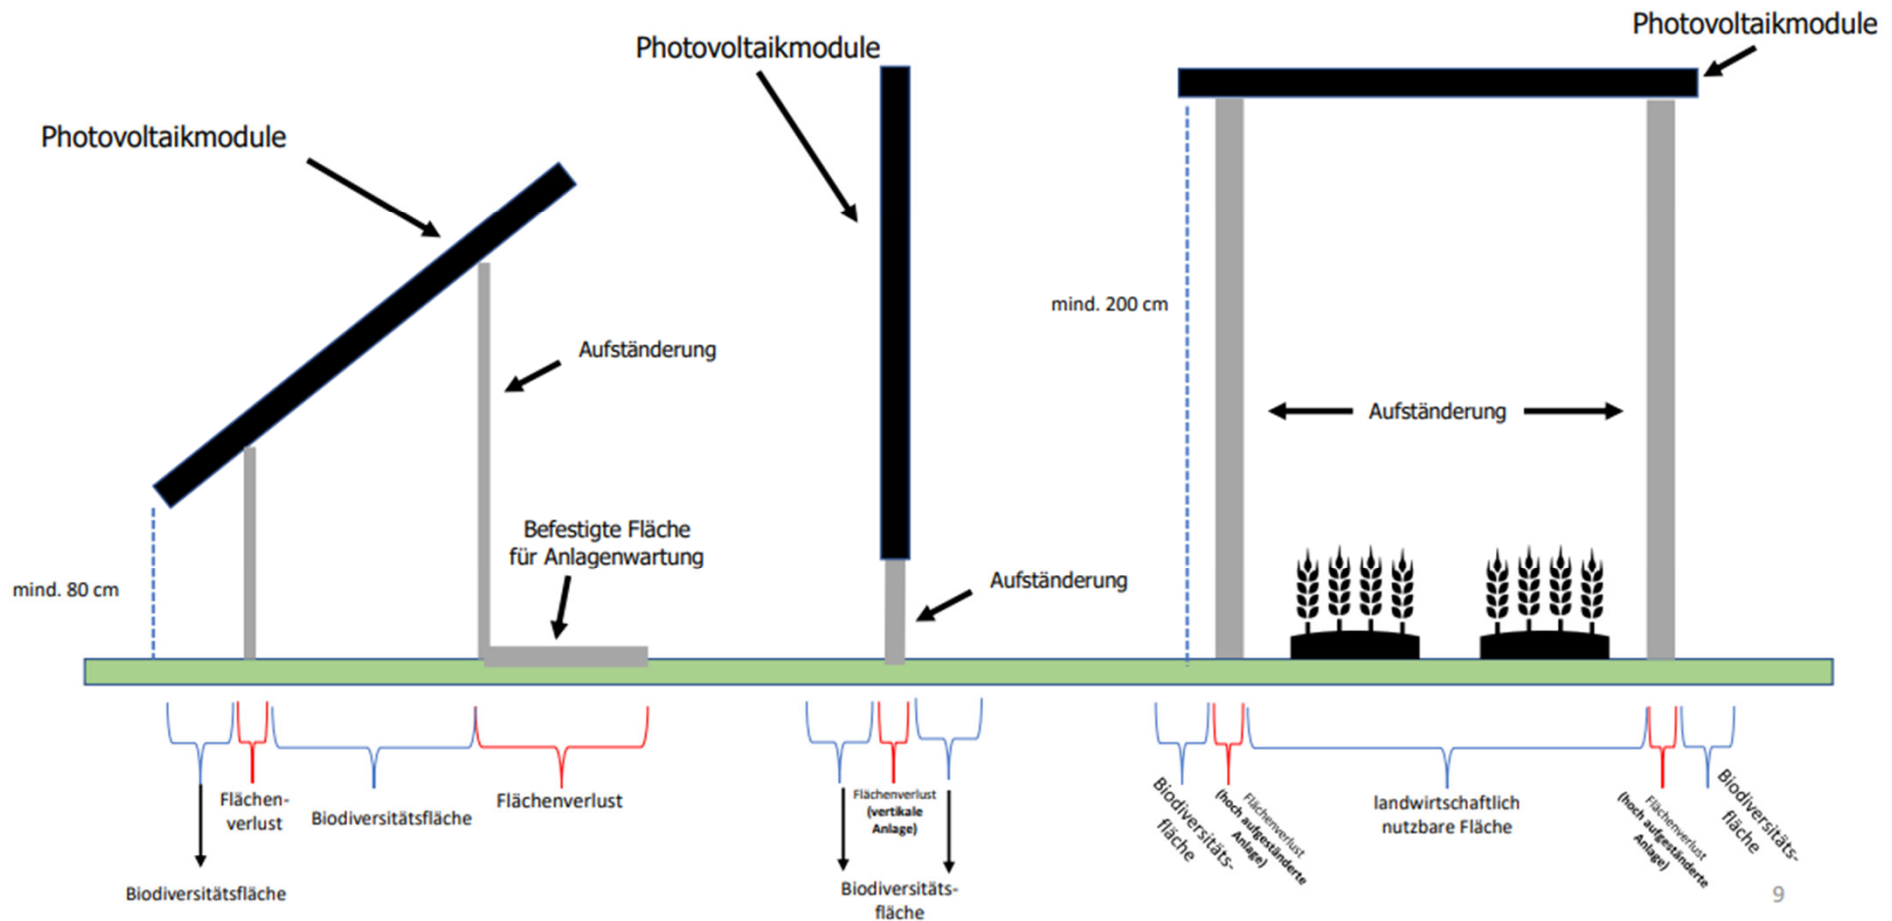 Photovoltaikmodule
Photovoltaikmodule
Photovoltaikmodule
Aufständerung
mind. 200 cm
Aufständerung
Befestigte Fläche
für Anlagenwartung
mind. 80 cm
Aufständerung
Flächen-
verlust
Biodiversitätsfläche
Flächenverlust
Biodiversitätsfläche
Flächenverlust
(vertikale
Anlage)
Biodiversitäts-
fläche
Biodiversitäts-
fläche
Flächenverlust
(hoch aufgeständerte
Anlage)
landwirtschaftlich
nutzbare Fläche
Flächenverlust
(hoch aufgeständerte
Anlage)
Biodiversitäts-
fläche
9